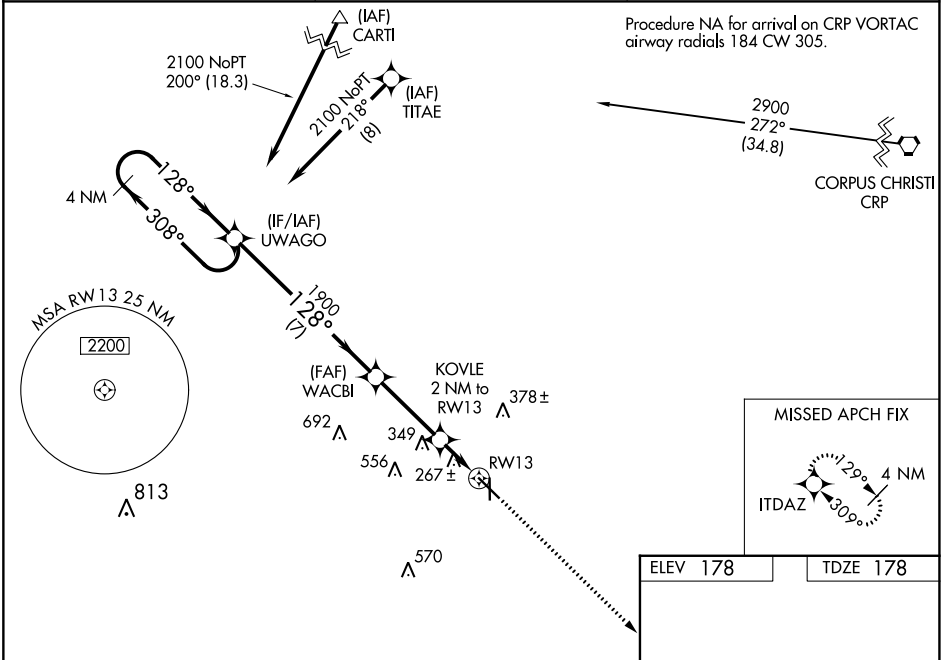 (IAF)
CARTI
Procedure NA for arrival on CRP VORTAC
airway radials 184 CW 305.
2100 NoPT
200° (18.3)
(IAF)
TITAE
2100 NoPT
218°
(8)
2900
272°
(34.8)
CORPUS CHRISTI
CRP
4 NM
128°
308°
(IF/IAF)
UWAGO
1900
128°
(7)
MSA RW13 25 NM
2200
(FAF)
WACBI
KOVLE
2 NM to
RW13
378±
692
349
556
267±
RW13
813
570
MISSED APCH FIX
129°
4 NM
ITDAZ
309°
ELEV 178
TDZE 178